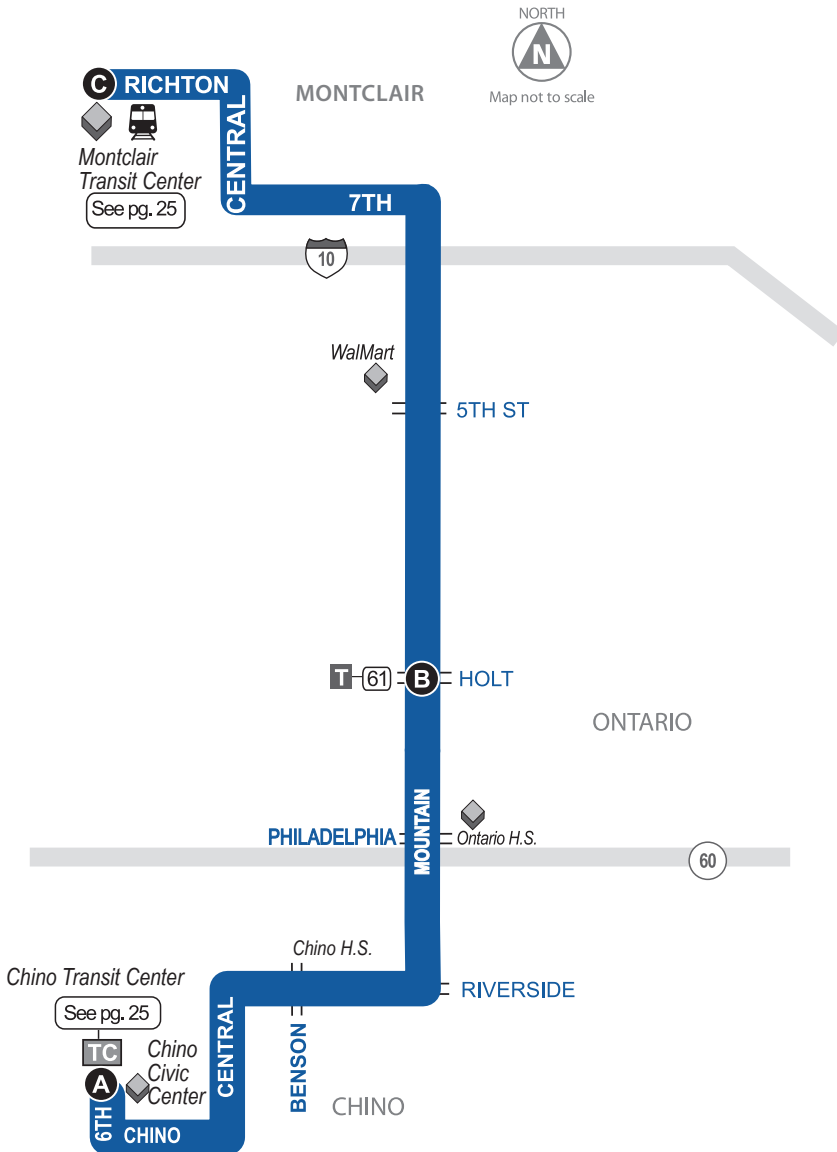 NORTH
N
Map not to scale
C RICHTON
MONTCLAIR
CENTRAL
Montclair
Transit Center
See pg. 25
7TH
10
WalMart
5TH ST
T 61 B HOLT
ONTARIO
MOUNTAIN
PHILADELPHIA
Ontario H.S.
60
Chino H.S.
Chino Transit Center
RIVERSIDE
See pg. 25
TC
Chino
Civic
Center
A
CENTRAL
BENSON
6TH
CHINO
CHINO